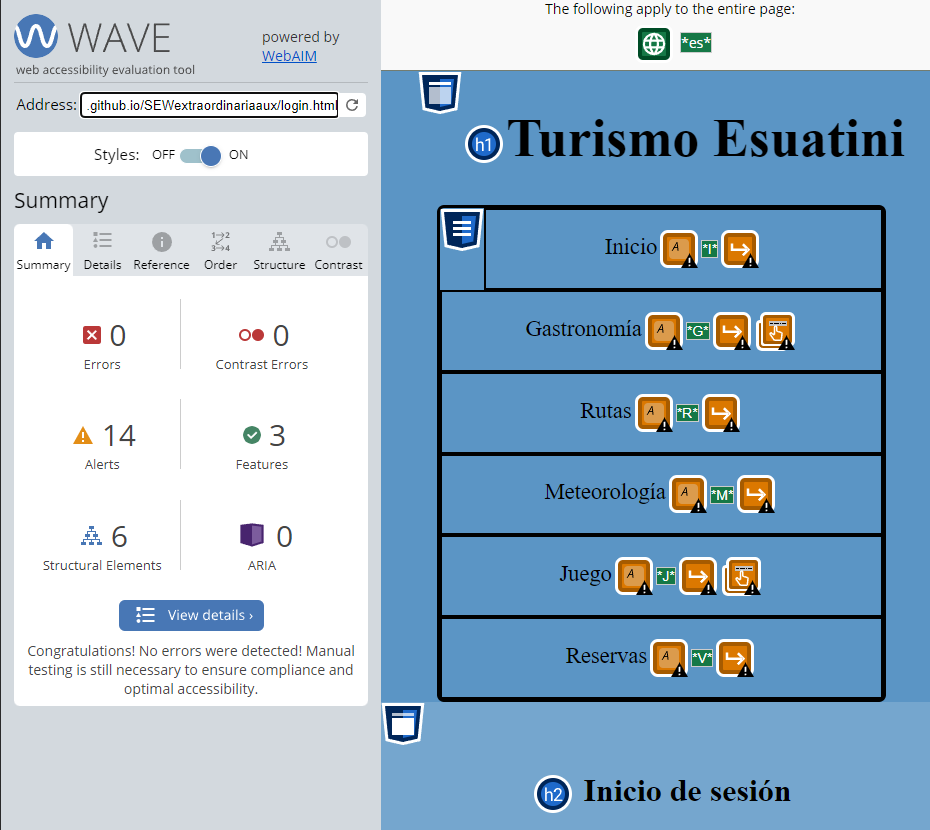 WAVE
web accessibility evaluation tool
powered by
WebAIM
Address: .github.io/SEWextraordinariaaux/login.html
Styles: OFF ON
Summary
Summary Details Reference Order Structure Contrast
0 0
Errors Contrast Errors
14 3
Alerts Features
6 0
Structural Elements ARIA
View details ›
Congratulations! No errors were detected! Manual
testing is still necessary to ensure compliance and
optimal accessibility.
The following apply to the entire page:
*es*
h1 Turismo Esuatini
Inicio A *I*
Gastronomía A *G*
Rutas A *R*
Meteorología A *M*
Juego A *J*
Reservas A *V*
h2 Inicio de sesión